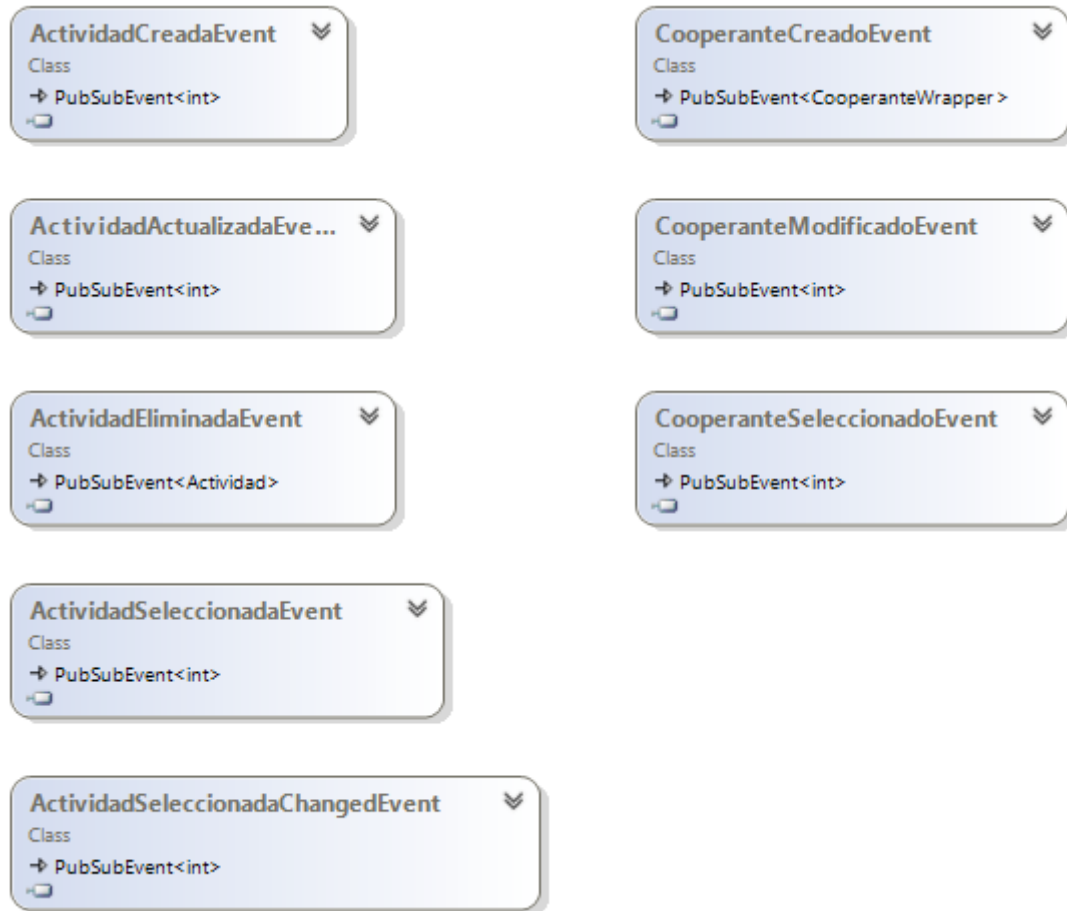 ActividadCreadaEvent
Class
PubSubEvent<int>
ActividadActualizadaEve...
Class
PubSubEvent<int>
ActividadEliminadaEvent
Class
PubSubEvent<Actividad>
ActividadSeleccionadaEvent
Class
PubSubEvent<int>
ActividadSeleccionadaChangedEvent
Class
PubSubEvent<int>
CooperanteCreadoEvent
Class
PubSubEvent<CooperanteWrapper>
CooperanteModificadoEvent
Class
PubSubEvent<int>
CooperanteSeleccionadoEvent
Class
PubSubEvent<int>